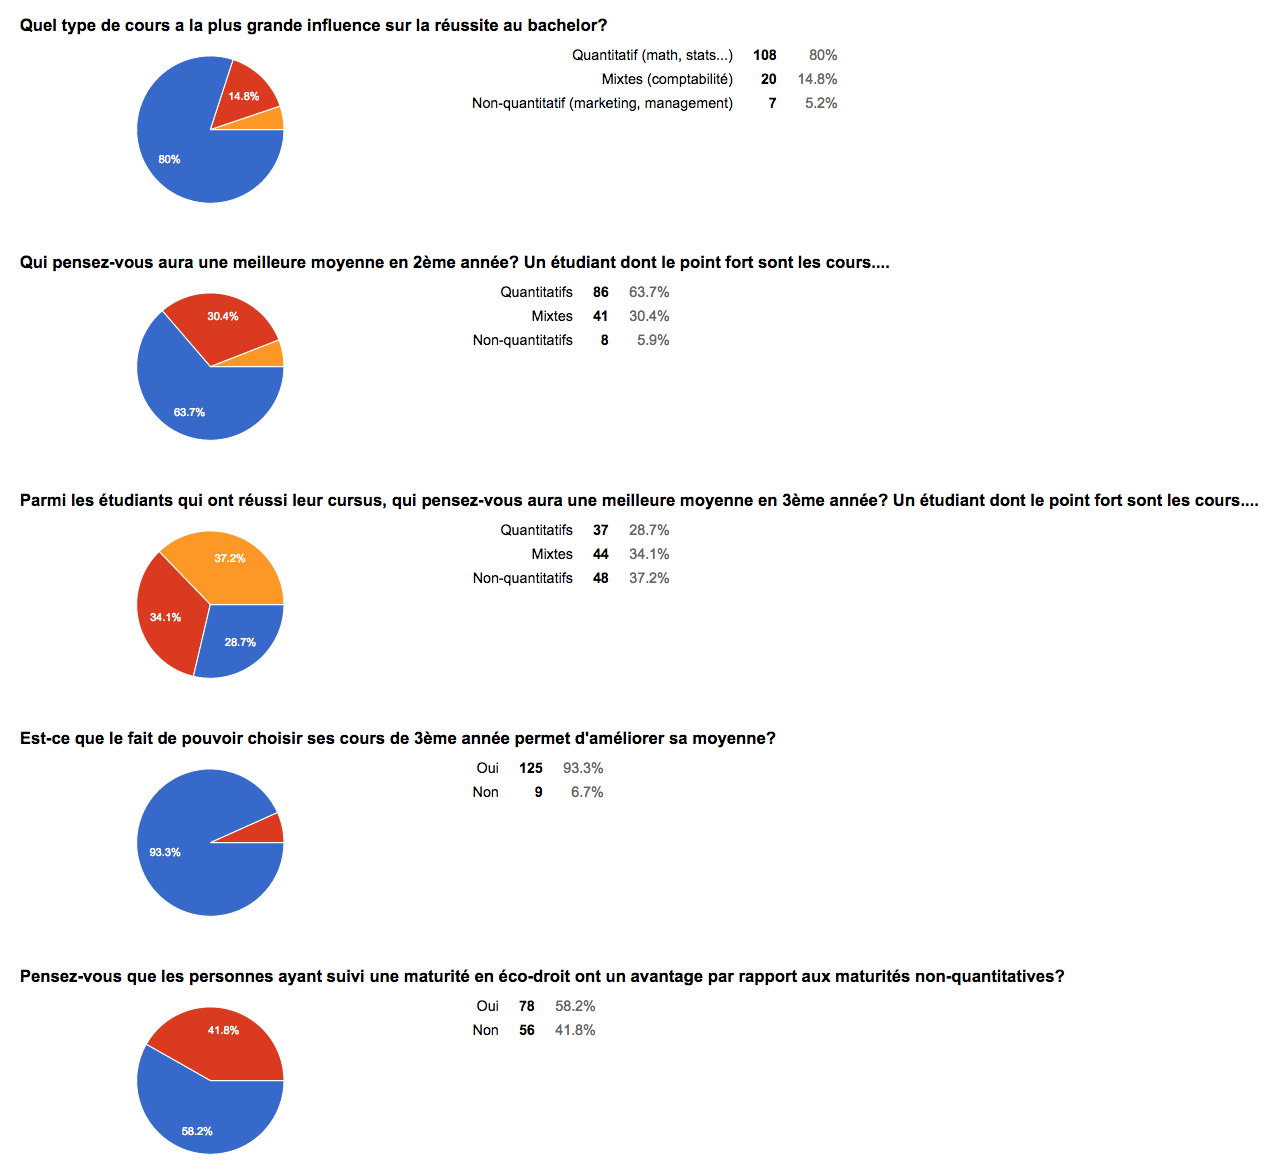 Quel type de cours a la plus grande influence sur la réussite au bachelor?
Quantitatif (math, stats...) 108 80%
Mixtes (comptabilité) 20 14.8%
Non-quantitatif (marketing, management) 7 5.2%
14.8%
80%
Qui pensez-vous aura une meilleure moyenne en 2ème année? Un étudiant dont le point fort sont les cours....
Quantitatifs 86 63.7%
Mixtes 41 30.4%
Non-quantitatifs 8 5.9%
30.4%
63.7%
Parmi les étudiants qui ont réussi leur cursus, qui pensez-vous aura une meilleure moyenne en 3ème année? Un étudiant dont le point fort sont les cours....
Quantitatifs 37 28.7%
Mixtes 44 34.1%
Non-quantitatifs 48 37.2%
37.2%
34.1%
28.7%
Est-ce que le fait de pouvoir choisir ses cours de 3ème année permet d'améliorer sa moyenne?
Oui 125 93.3%
Non 9 6.7%
93.3%
Pensez-vous que les personnes ayant suivi une maturité en éco-droit ont un avantage par rapport aux maturités non-quantitatives?
Oui 78 58.2%
Non 56 41.8%
41.8%
58.2%